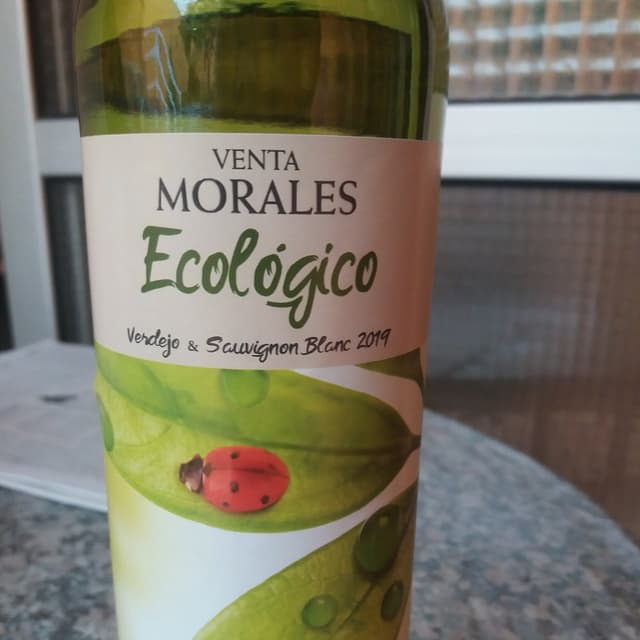 VENTA
MORALES
Ecológico
Verdejo & Sauvignon Blanc 2019